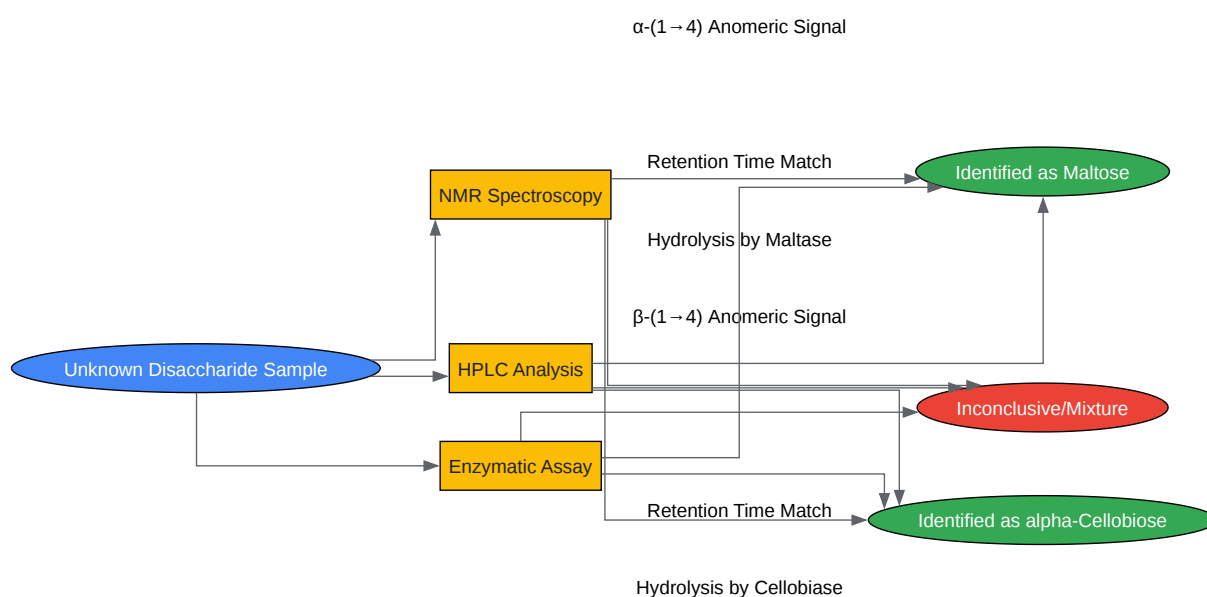 α-(1→4) Anomeric Signal
Retention Time Match
Identified as Maltose
NMR Spectroscopy
Hydrolysis by Maltase
β-(1→4) Anomeric Signal
Unknown Disaccharide Sample
HPLC Analysis
Inconclusive/Mixture
Enzymatic Assay
Retention Time Match
Identified as alpha-Cellobiose
Hydrolysis by Cellobiase